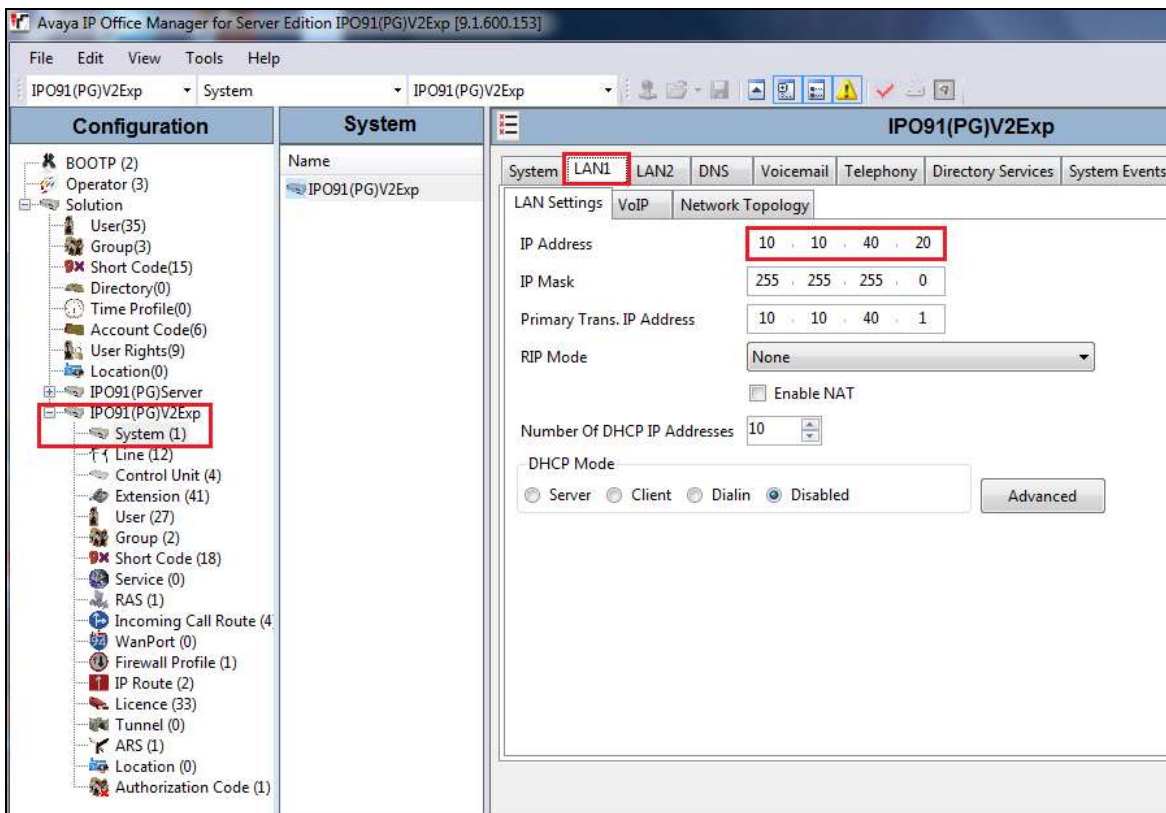 Avaya IP Office Manager for Server Edition IPO91(PG)V2Exp [9.1.600.153]
File Edit View Tools Help
IPO91(PG)V2Exp System IPO91(PG)V2Exp
Configuration
BOOTP (2)
Operator (3)
Solution
User(35)
Group(3)
Short Code(15)
Directory(0)
Time Profile(0)
Account Code(6)
User Rights(9)
Location(0)
IPO91(PG)Server
IPO91(PG)V2Exp
System (1)
Line (12)
Control Unit (4)
Extension (41)
User (27)
Group (2)
Short Code (18)
Service (0)
RAS (1)
Incoming Call Route (4
WanPort (0)
Firewall Profile (1)
IP Route (2)
Licence (33)
Tunnel (0)
ARS (1)
Location (0)
Authorization Code (1)
System
Name
IPO91(PG)V2Exp
IPO91(PG)V2Exp
System LAN1 LAN2 DNS Voicemail Telephony Directory Services System Events
LAN Settings VoIP Network Topology
IP Address 10 . 10 . 40 . 20
IP Mask 255 . 255 . 255 . 0
Primary Trans. IP Address 10 . 10 . 40 . 1
RIP Mode None
Enable NAT
Number Of DHCP IP Addresses 10
DHCP Mode
Server Client Dialin Disabled Advanced